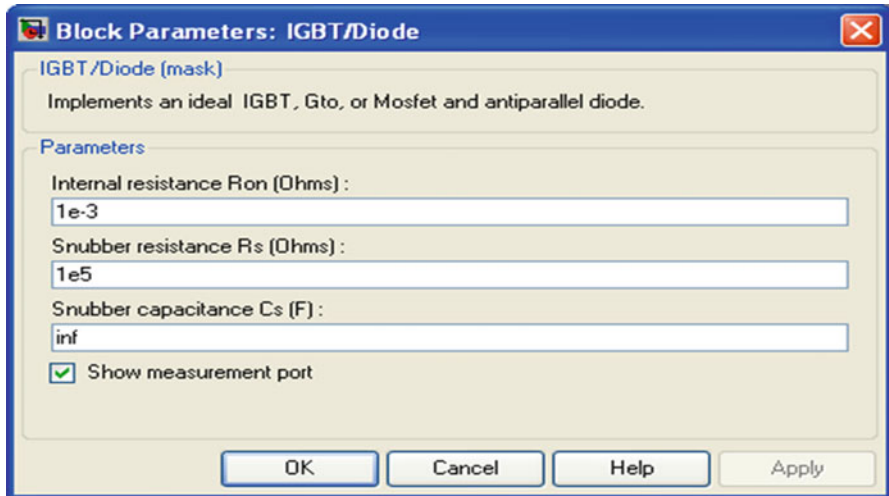 Block Parameters: IGBT/Diode
IGBT/Diode (mask)
Implements an ideal IGBT, Gto, or Mosfet and antiparallel diode.
Parameters
Internal resistance Ron (Ohms) :
1e-3
Snubber resistance Rs (Ohms) :
1e5
Snubber capacitance Cs (F) :
inf
Show measurement port
OK Cancel Help Apply